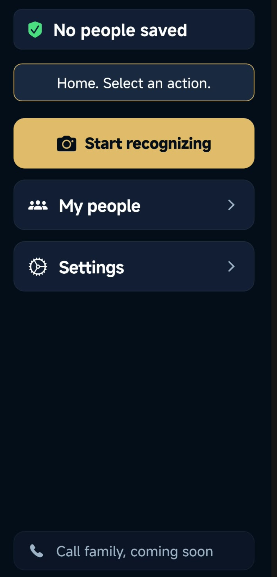 No people saved
Home. Select an action.
Start recognizing
My people
Settings
Call family, coming soon